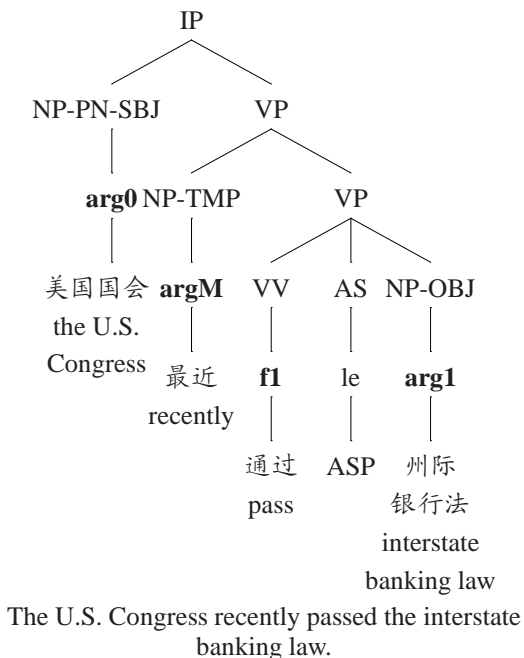 IP
NP-PN-SBJ VP
arg0 NP-TMP VP
美国国会 argM VV AS NP-OBJ
the U.S.
Congress 最近 f1 le arg1
recently
通过 ASP 州际
pass 银行法
interstate
banking law
The U.S. Congress recently passed the interstate
banking law.